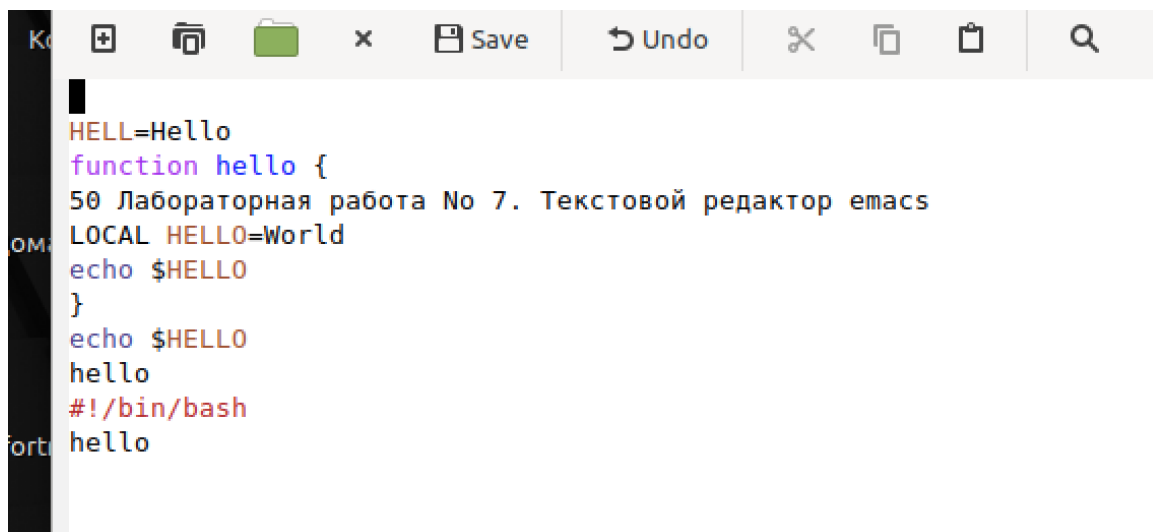 Save Undo
HELL=Hello
function hello {
50 Лабораторная работа No 7. Текстовой редактор emacs
LOCAL HELLO=World
echo $HELLO
}
echo $HELLO
hello
#!/bin/bash
hello